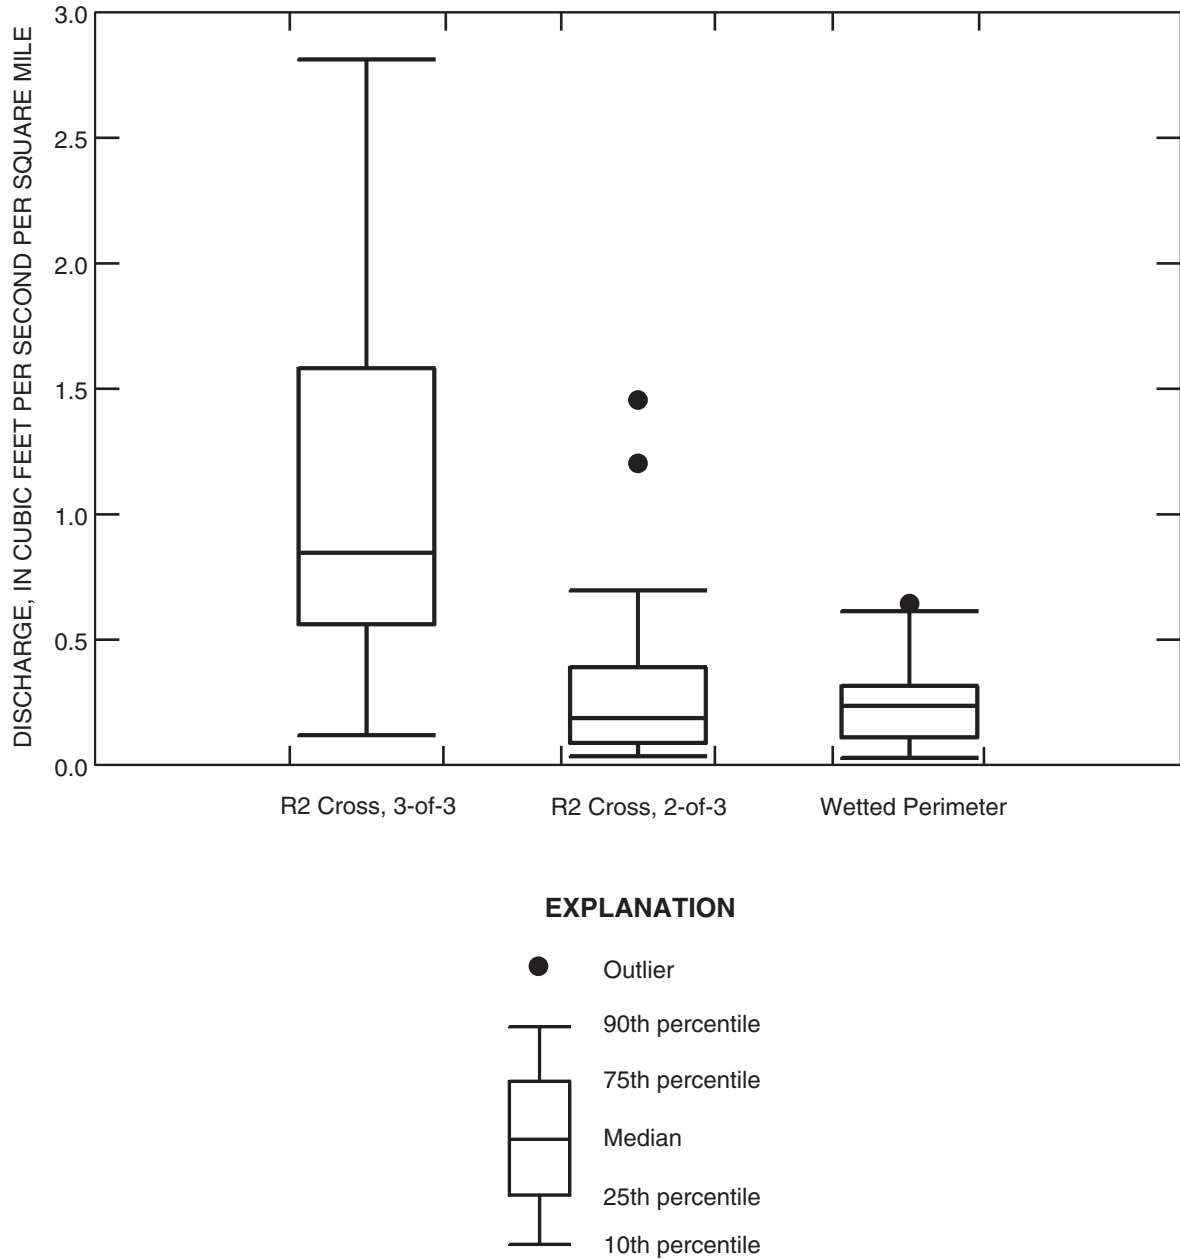 DISCHARGE, IN CUBIC FEET PER SECOND PER SQUARE MILE
3.0
2.5
2.0
1.5
1.0
0.5
0.0
R2 Cross, 3-of-3
R2 Cross, 2-of-3
Wetted Perimeter
EXPLANATION
Outlier
90th percentile
75th percentile
Median
25th percentile
10th percentile